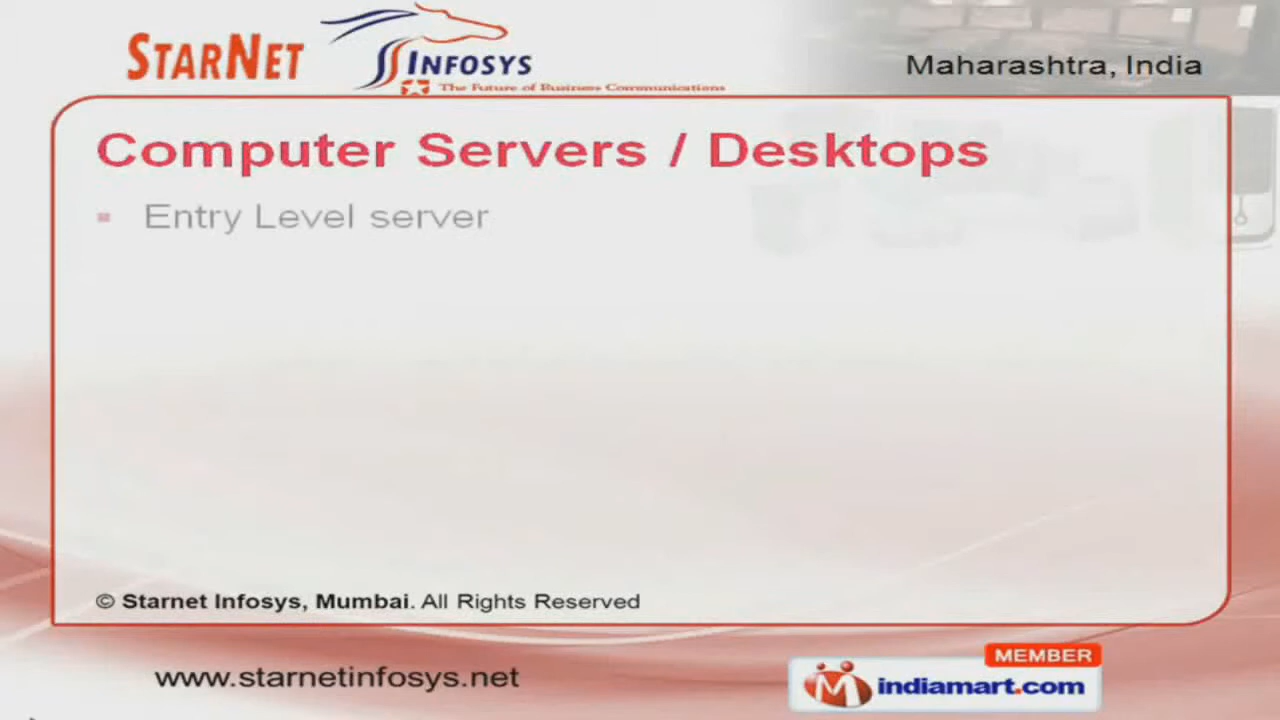 STARNET INFOSYS
The Future of Business Communications
Maharashtra, India
Computer Servers / Desktops
▪ Entry Level server
© Starnet Infosys, Mumbai. All Rights Reserved
www.starnetinfosys.net
MEMBER
indiamart.com